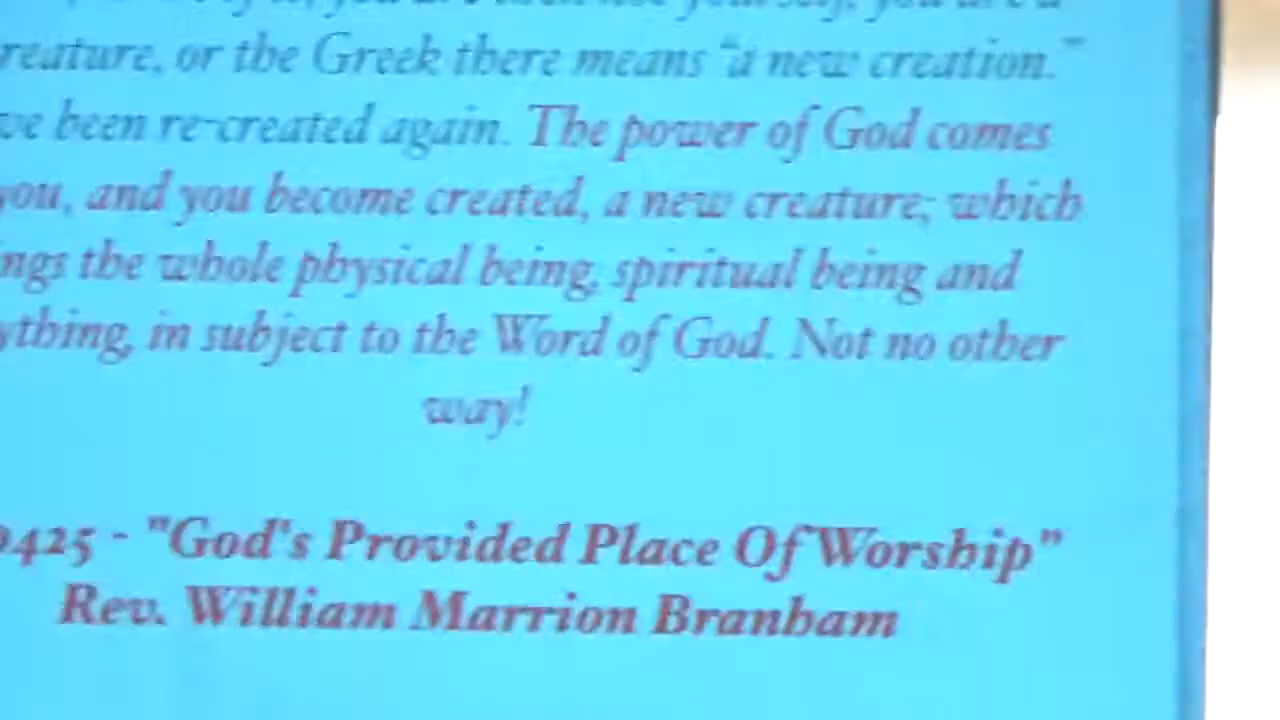 reature, or the Greek there means “a new creation.”
ve been re-created again. The power of God comes
you, and you become created, a new creature; which
ngs the whole physical being, spiritual being and
ything, in subject to the Word of God. Not no other
way!
0425 - "God's Provided Place Of Worship"
Rev. William Marrion Branham